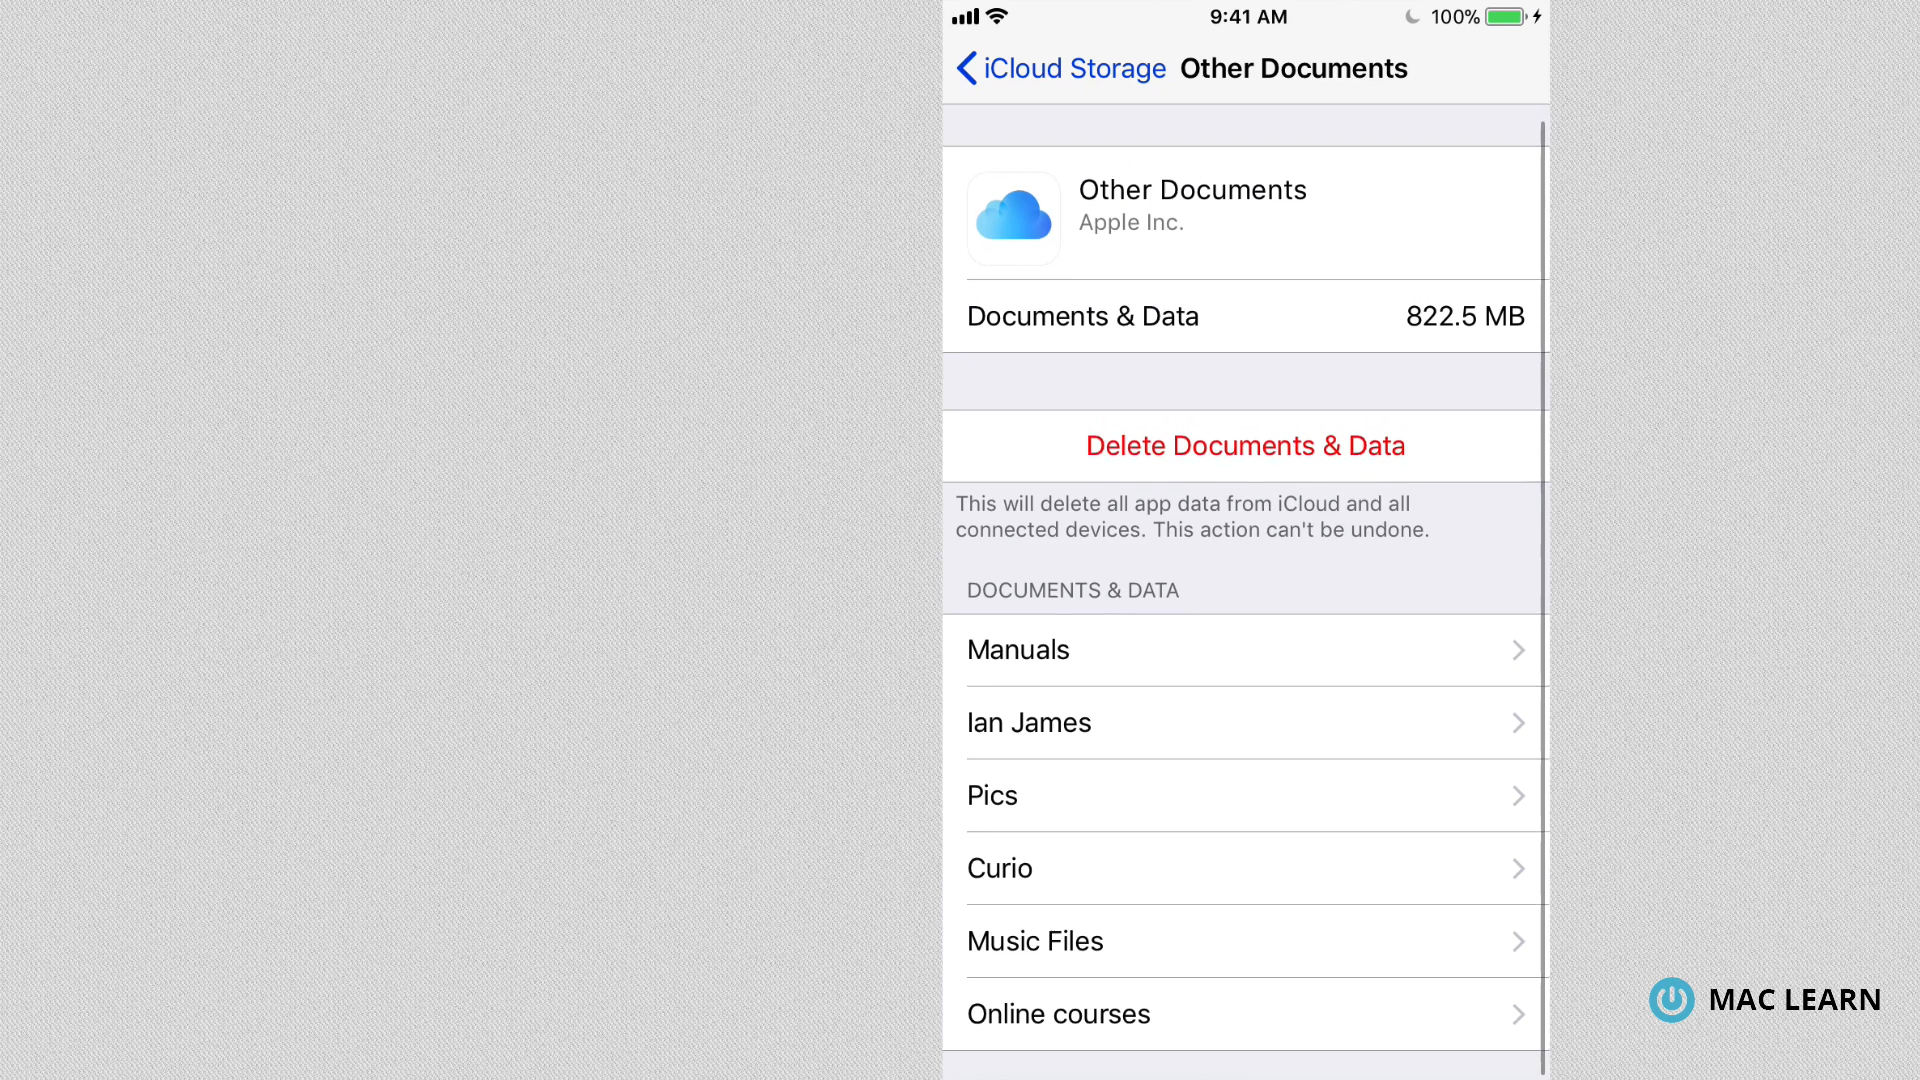 9:41 AM
100%
iCloud Storage
Other Documents
Other Documents
Apple Inc.
Documents & Data
822.5 MB
Delete Documents & Data
This will delete all app data from iCloud and all
connected devices. This action can't be undone.
DOCUMENTS & DATA
Manuals
Ian James
Pics
Curio
Music Files
Online courses
MAC LEARN